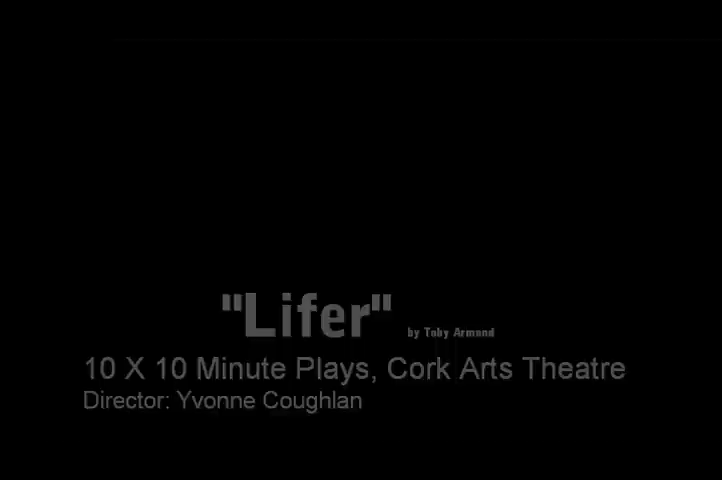 "Lifer" by Toby Armond
10 X 10 Minute Plays, Cork Arts Theatre
Director: Yvonne Coughlan